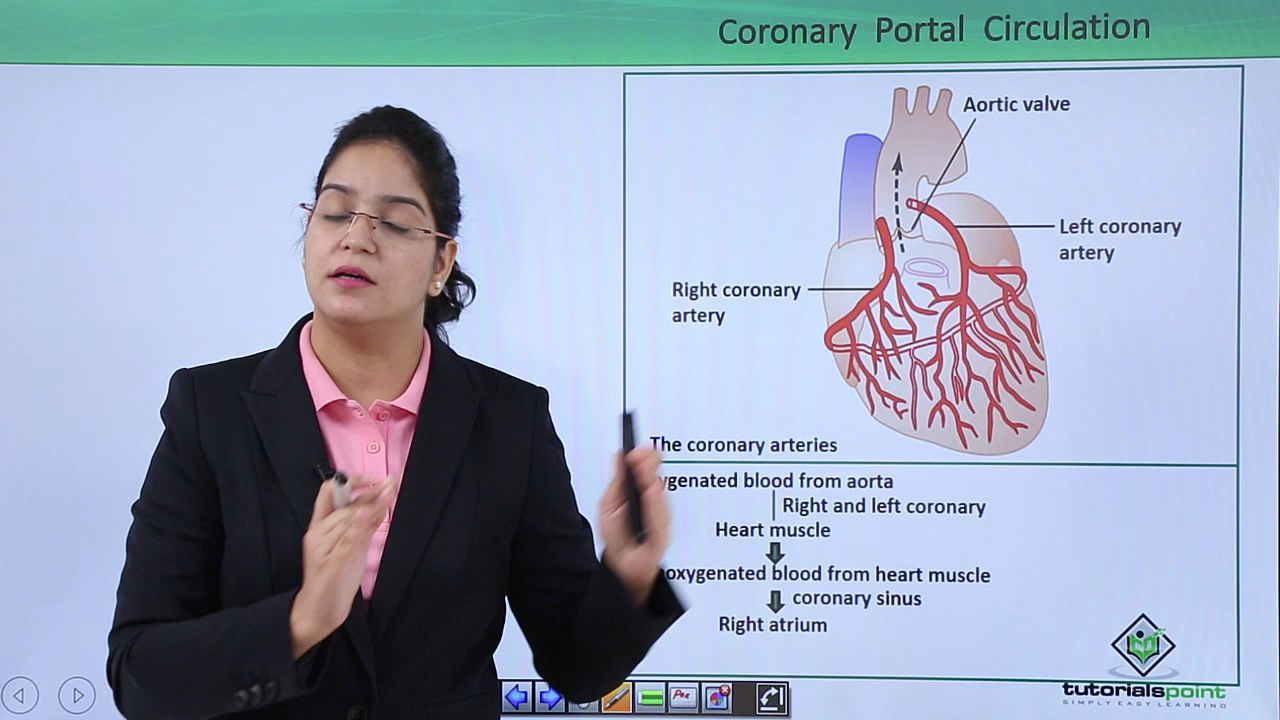 Coronary Portal Circulation
Aortic valve
Left coronary
artery
Right coronary
artery
The coronary arteries
ygenated blood from aorta
Right and left coronary
Heart muscle
oxygenated blood from heart muscle
coronary sinus
Right atrium
tutorialspoint
SIMPLY EASY LEARNING